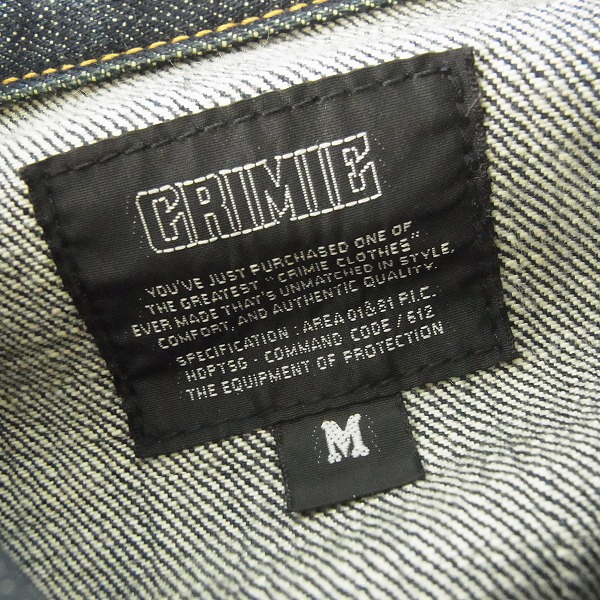 CRIMIE
YOU'VE JUST PURCHASED ONE OF
THE GREATEST "CRIMIE CLOTHES"
EVER MADE THAT'S UNMATCHED IN STYLE,
COMFORT, AND AUTHENTIC QUALITY.
SPECIFICATION : AREA 01&31 P.I.C.
HDPTSG - COMMAND CODE / 612
THE EQUIPMENT OF PROTECTION
M